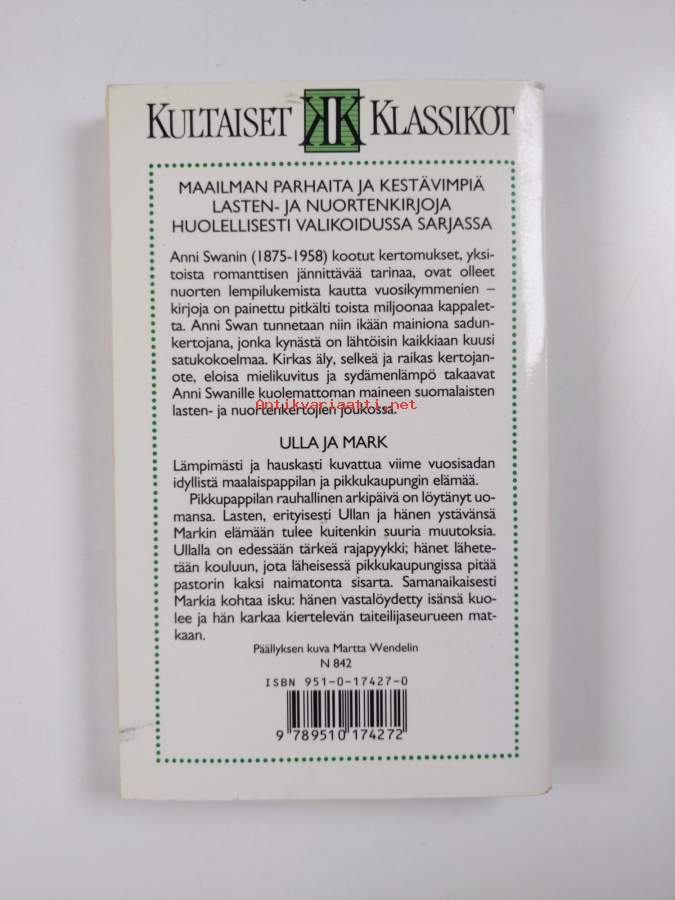 KULTAISET KK KLASSIKOT
MAAILMAN PARHAITA JA KESTÄVIMPIÄ
LASTEN- JA NUORTENKIRJOJA
HUOLELLISESTI VALIKOIDUSSA SARJASSA
Anni Swanin (1875-1958) kootut kertomukset, yksi-
toista romanttisen jännittävää tarinaa, ovat olleet
nuorten lempilukemista kautta vuosikymmenien –
kirjoja on painettu pitkälti toista miljoonaa kappalet-
ta. Anni Swan tunnetaan niin ikään mainiona sadun-
kertojana, jonka kynästä on lähtöisin kaikkiaan kuusi
satukokoelmaa. Kirkas äly, selkeä ja raikas kertojan-
ote, eloisa mielikuvitus ja sydämenlämpö takaavat
Anni Swanille kuolemattoman maineen suomalaisten
Antikvariaatti.net
lasten- ja nuortenkertojien joukossa.
ULLA JA MARK
Lämpimästi ja hauskasti kuvattua viime vuosisadan
idyllistä maalaispappilan ja pikkukaupungin elämää.
Pikkupappilan rauhallinen arkipäivä on löytänyt uo-
mansa. Lasten, erityisesti Ullan ja hänen ystävänsä
Markin elämään tulee kuitenkin suuria muutoksia.
Ullalla on edessään tärkeä rajapyykki; hänet lähete-
tään kouluun, jota läheisessä pikkukaupungissa pitää
pastorin kaksi naimatonta sisarta. Samanaikaisesti
Markia kohtaa isku: hänen vastalöydetty isänsä kuo-
lee ja hän karkaa kiertelevän taiteilijaseurueen mat-
kaan.
Päällyksen kuva Martta Wendelin
N 842
ISBN 951-0-17427-0
9 789510 174272